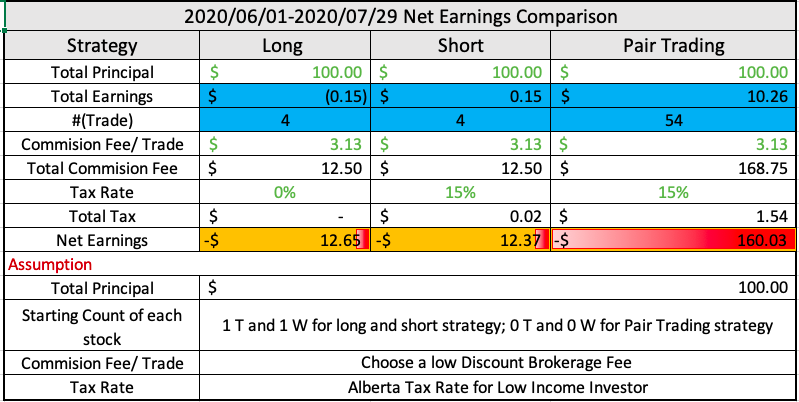 2020/06/01-2020/07/29 Net Earnings Comparison
Strategy Long Short Pair Trading
Total Principal $ 100.00 $ 100.00 $ 100.00
Total Earnings $ (0.15) $ 0.15 $ 10.26
#(Trade) 4 4 54
Commision Fee/ Trade $ 3.13 $ 3.13 $ 3.13
Total Commision Fee $ 12.50 $ 12.50 $ 168.75
Tax Rate 0% 15% 15%
Total Tax $ - $ 0.02 $ 1.54
Net Earnings -$ 12.65 -$ 12.37 -$ 160.03
Assumption
Total Principal $ 100.00
Starting Count of each
stock
1 T and 1 W for long and short strategy; 0 T and 0 W for Pair Trading strategy
Commision Fee/ Trade Choose a low Discount Brokerage Fee
Tax Rate Alberta Tax Rate for Low Income Investor